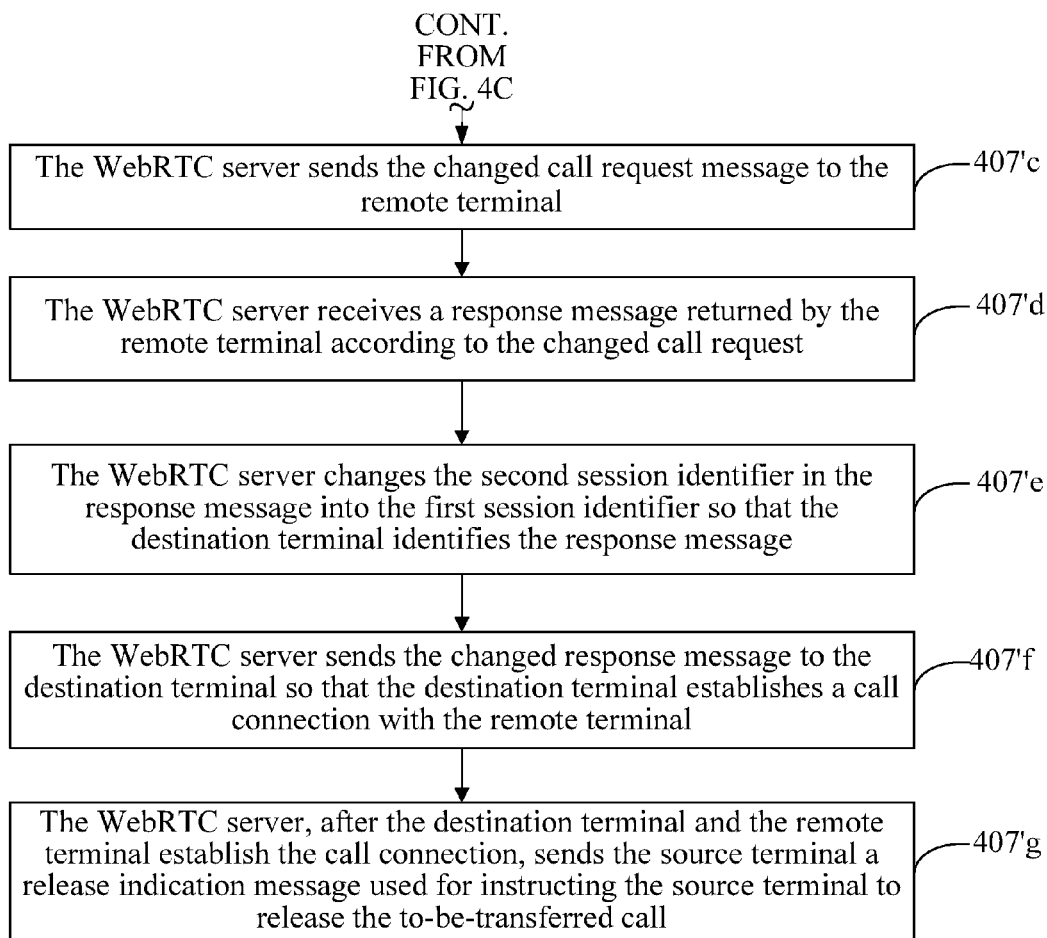 CONT.
FROM
FIG. 4C
The WebRTC server sends the changed call request message to the
remote terminal
407'c
The WebRTC server receives a response message returned by the
remote terminal according to the changed call request
407'd
The WebRTC server changes the second session identifier in the
response message into the first session identifier so that the
destination terminal identifies the response message
407'e
The WebRTC server sends the changed response message to the
destination terminal so that the destination terminal establishes a call
connection with the remote terminal
407'f
The WebRTC server, after the destination terminal and the remote
terminal establish the call connection, sends the source terminal a
release indication message used for instructing the source terminal to
release the to-be-transferred call
407'g